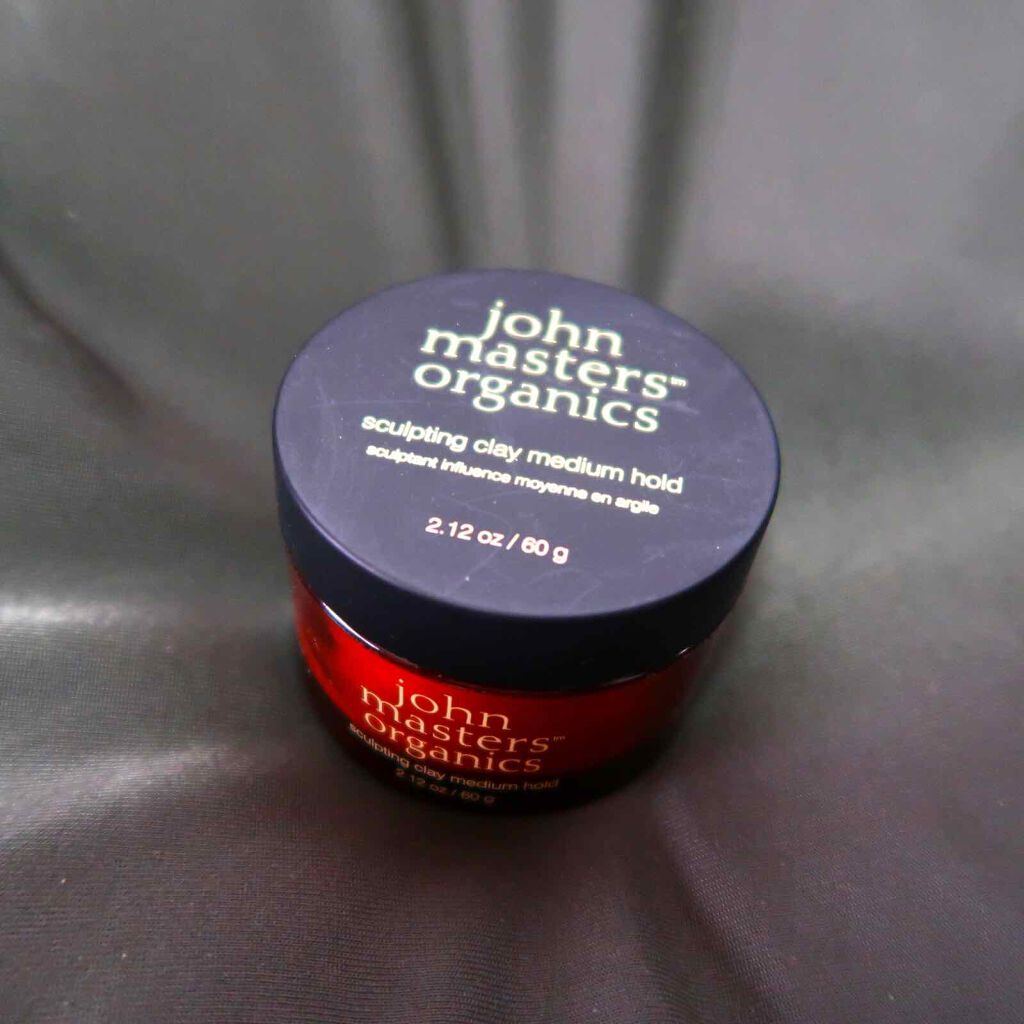 john
masters™
organics
sculpting clay medium hold
sculptant influence moyenne en argile
2.12 oz / 60 g
john
masters™
organics
sculpting clay medium hold
2.12 oz / 60 g